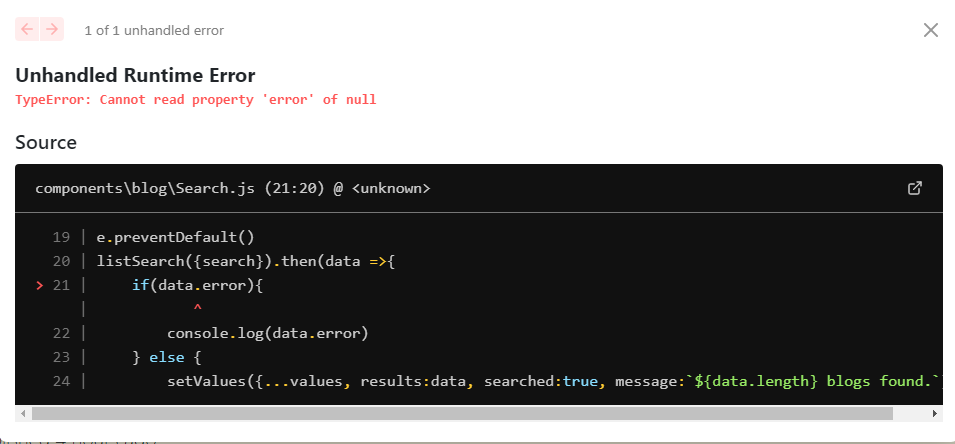 1 of 1 unhandled error
Unhandled Runtime Error
TypeError: Cannot read property 'error' of null
Source
components\blog\Search.js (21:20) @ <unknown>
19 | e.preventDefault()
20 | listSearch({search}).then(data =>{
> 21 |     if(data.error){
|             ^
22 |         console.log(data.error)
23 |     } else {
24 |         setValues({...values, results:data, searched:true, message:`${data.length} blogs found.`}